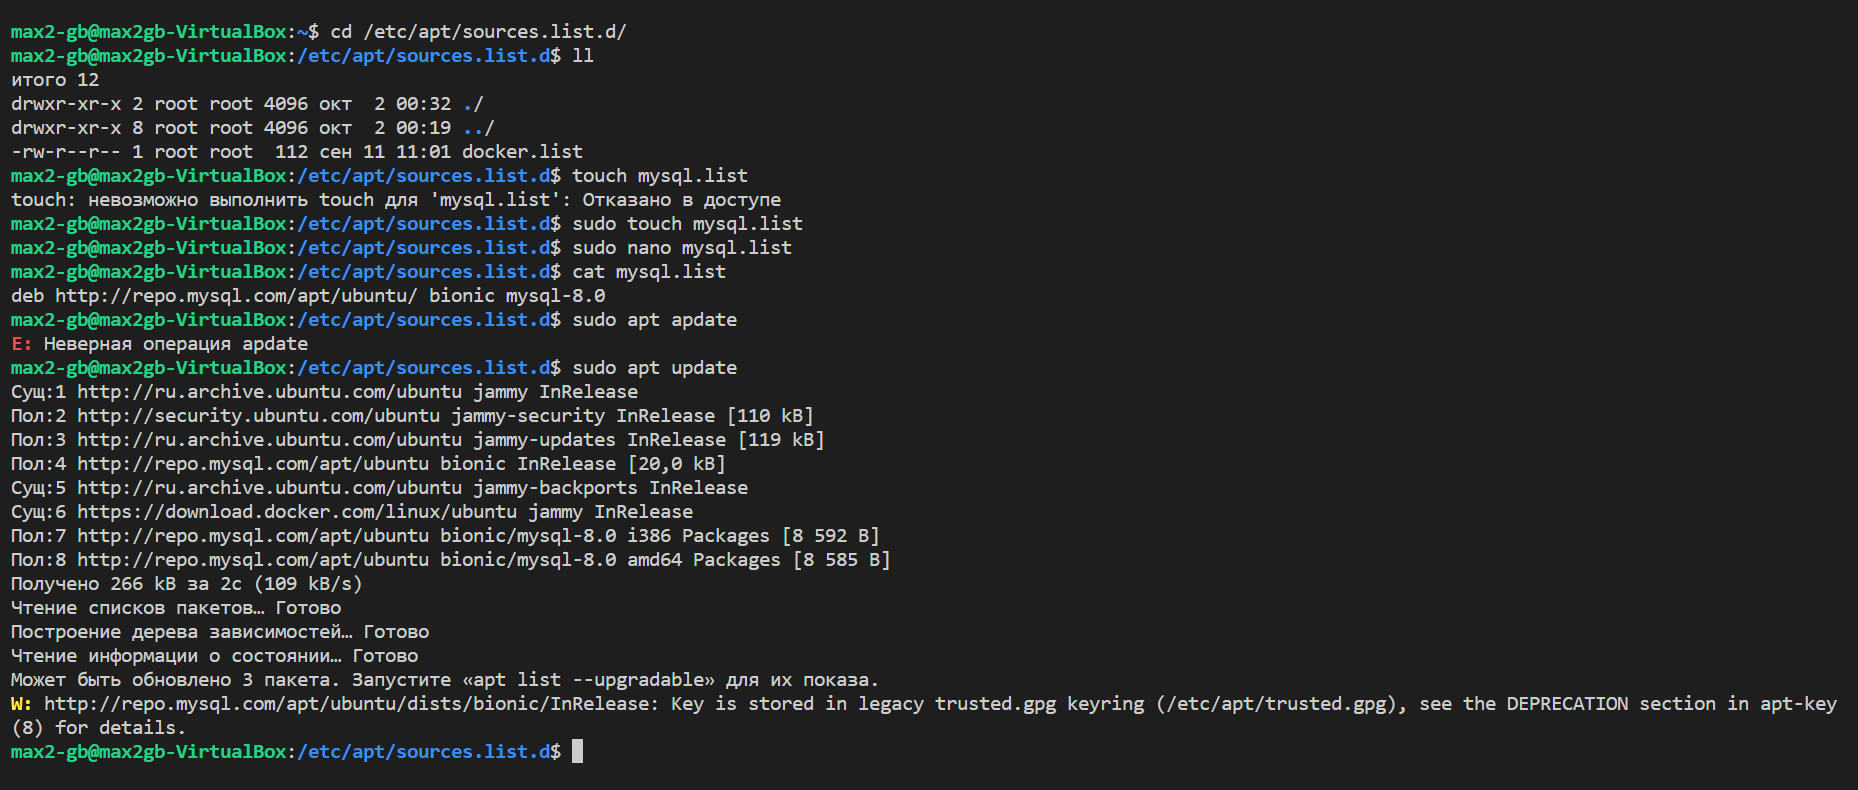 max2-gb@max2gb-VirtualBox:~$ cd /etc/apt/sources.list.d/
max2-gb@max2gb-VirtualBox:/etc/apt/sources.list.d$ ll
итого 12
drwxr-xr-x 2 root root 4096 окт  2 00:32 ./
drwxr-xr-x 8 root root 4096 окт  2 00:19 ../
-rw-r--r-- 1 root root  112 сен 11 11:01 docker.list
max2-gb@max2gb-VirtualBox:/etc/apt/sources.list.d$ touch mysql.list
touch: невозможно выполнить touch для 'mysql.list': Отказано в доступе
max2-gb@max2gb-VirtualBox:/etc/apt/sources.list.d$ sudo touch mysql.list
max2-gb@max2gb-VirtualBox:/etc/apt/sources.list.d$ sudo nano mysql.list
max2-gb@max2gb-VirtualBox:/etc/apt/sources.list.d$ cat mysql.list
deb http://repo.mysql.com/apt/ubuntu/ bionic mysql-8.0
max2-gb@max2gb-VirtualBox:/etc/apt/sources.list.d$ sudo apt apdate
E: Неверная операция apdate
max2-gb@max2gb-VirtualBox:/etc/apt/sources.list.d$ sudo apt update
Сущ:1 http://ru.archive.ubuntu.com/ubuntu jammy InRelease
Пол:2 http://security.ubuntu.com/ubuntu jammy-security InRelease [110 kB]
Пол:3 http://ru.archive.ubuntu.com/ubuntu jammy-updates InRelease [119 kB]
Пол:4 http://repo.mysql.com/apt/ubuntu bionic InRelease [20,0 kB]
Сущ:5 http://ru.archive.ubuntu.com/ubuntu jammy-backports InRelease
Сущ:6 https://download.docker.com/linux/ubuntu jammy InRelease
Пол:7 http://repo.mysql.com/apt/ubuntu bionic/mysql-8.0 i386 Packages [8 592 B]
Пол:8 http://repo.mysql.com/apt/ubuntu bionic/mysql-8.0 amd64 Packages [8 585 B]
Получено 266 kB за 2с (109 kB/s)
Чтение списков пакетов… Готово
Построение дерева зависимостей… Готово
Чтение информации о состоянии… Готово
Может быть обновлено 3 пакета. Запустите «apt list --upgradable» для их показа.
W: http://repo.mysql.com/apt/ubuntu/dists/bionic/InRelease: Key is stored in legacy trusted.gpg keyring (/etc/apt/trusted.gpg), see the DEPRECATION section in apt-key
(8) for details.
max2-gb@max2gb-VirtualBox:/etc/apt/sources.list.d$